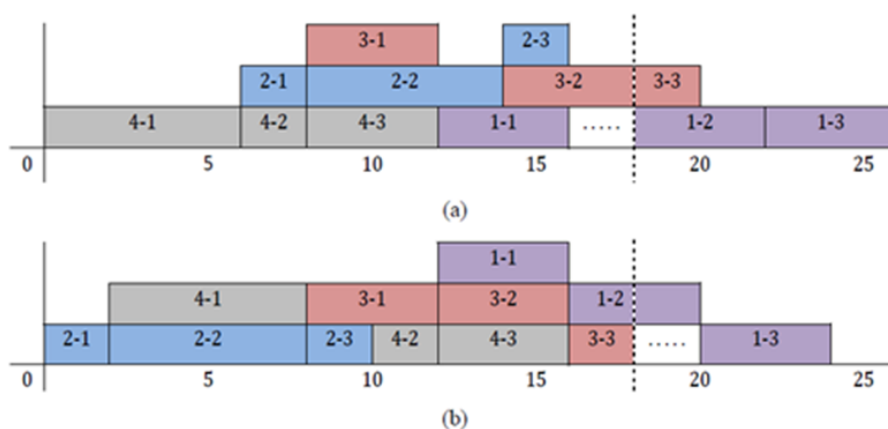 3-1 2-3
2-1 2-2 3-2 3-3
4-1 4-2 4-3 1-1 ..... 1-2 1-3
0 5 10 15 20 25
(a)
1-1
4-1 3-1 3-2 1-2
2-1 2-2 2-3 4-2 4-3 3-3 ..... 1-3
0 5 10 15 20 25
(b)